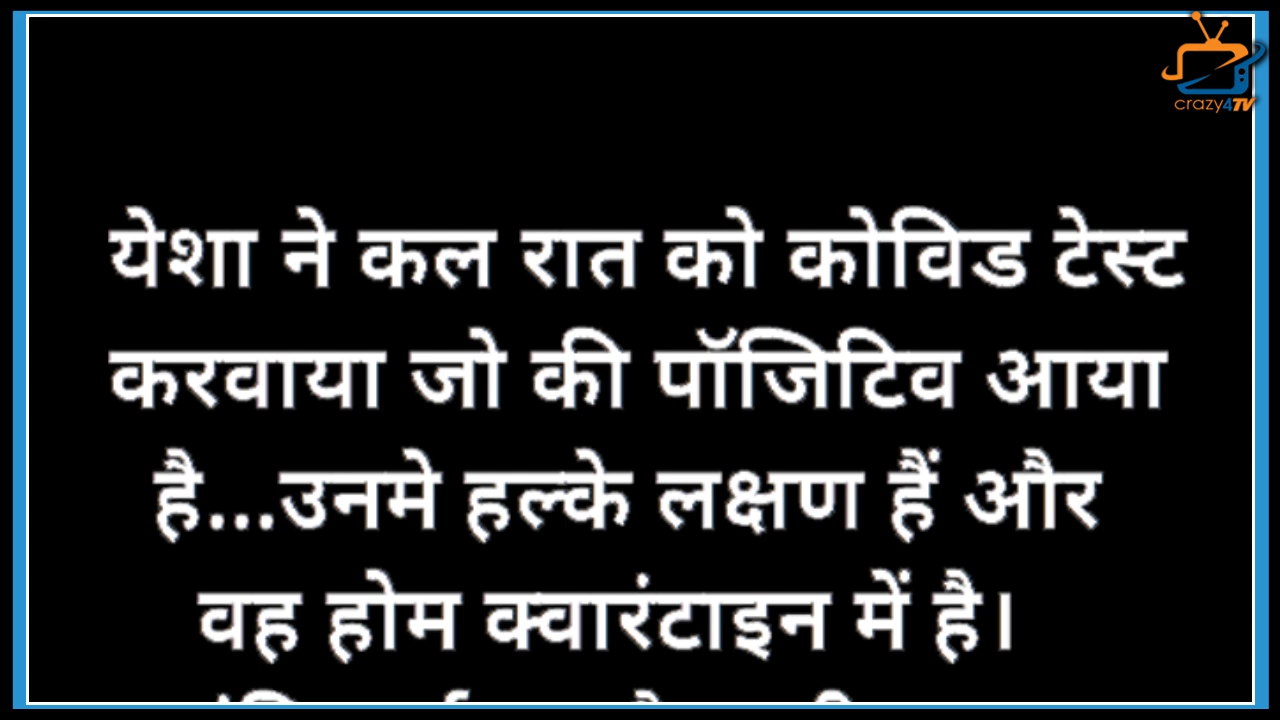 crazy4TV
येशा ने कल रात को कोविड टेस्ट
करवाया जो की पॉजिटिव आया
है...उनमे हल्के लक्षण हैं और
वह होम क्वारंटाइन में है।